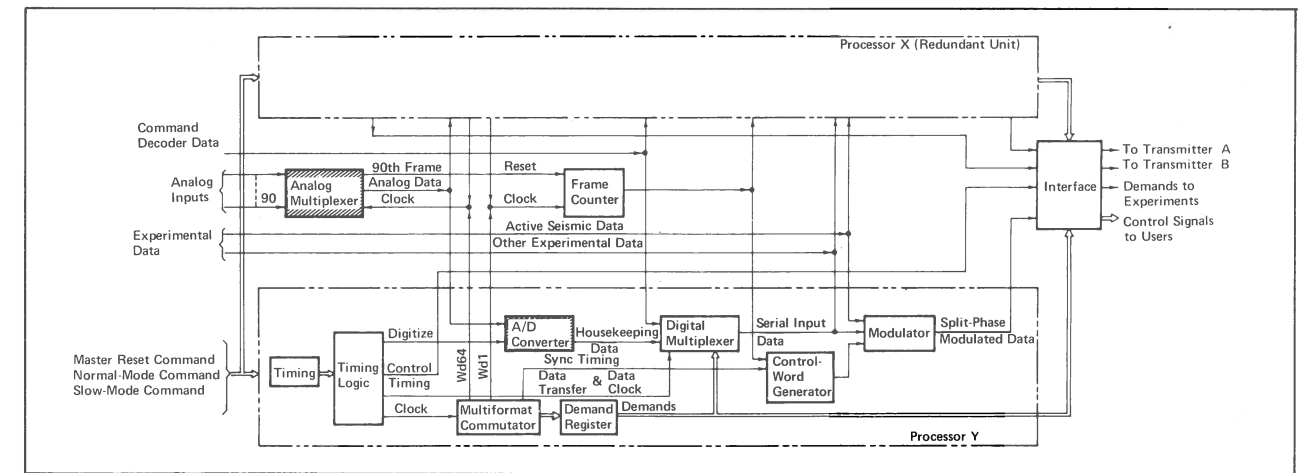 Processor X (Redundant Unit)
Command
Decoder Data
Analog
Inputs
90
Analog
Multiplexer
90th Frame
Analog Data
Clock
Reset
Clock
Frame
Counter
Experimental
Data
Active Seismic Data
Other Experimental Data
Interface
To Transmitter A
To Transmitter B
Demands to
Experiments
Control Signals
to Users
Master Reset Command
Normal-Mode Command
Slow-Mode Command
Timing
Timing
Logic
Digitize
Control
Timing
Clock
Wd64
Wd1
A/D
Converter
Housekeeping
Data
Sync Timing
Data & Data
Transfer Clock
Multiformat
Commutator
Demand
Register
Demands
Digital
Multiplexer
Serial Input
Data
Control-
Word
Generator
Modulator
Split-Phase
Modulated Data
Processor Y